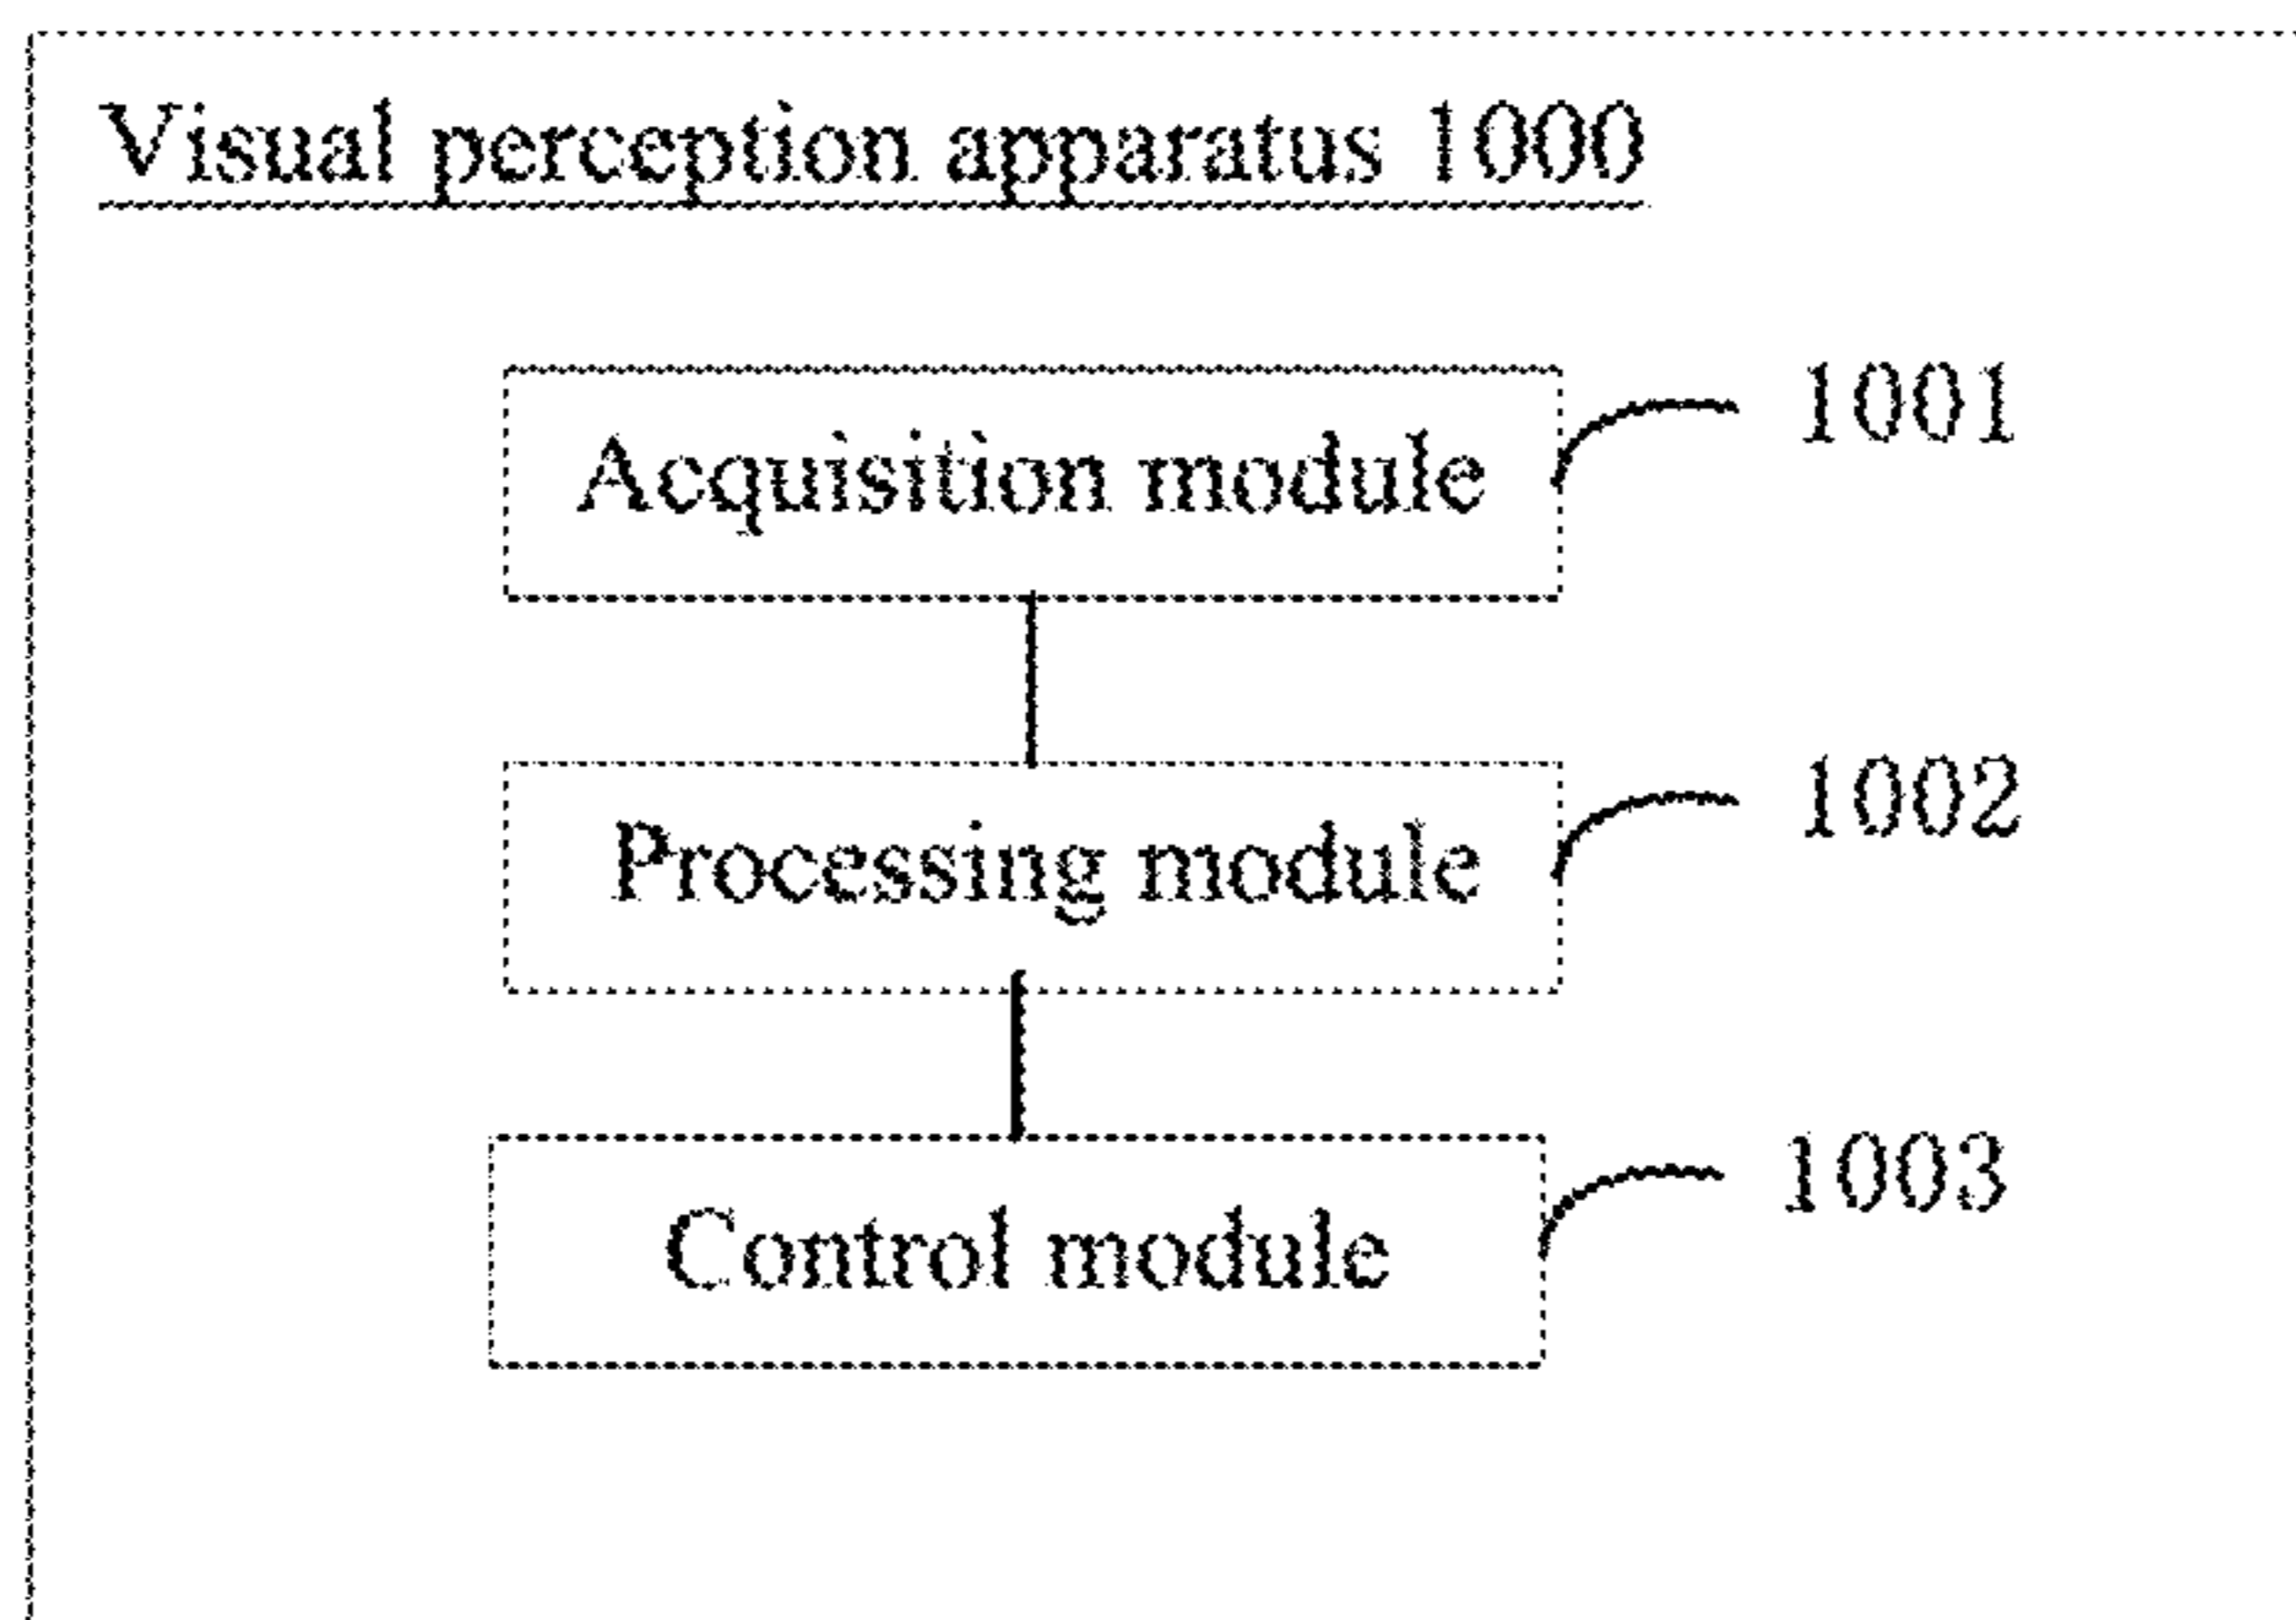 Visual perception apparatus 1000
Acquisition module 1001
Processing module 1002
Control module 1003